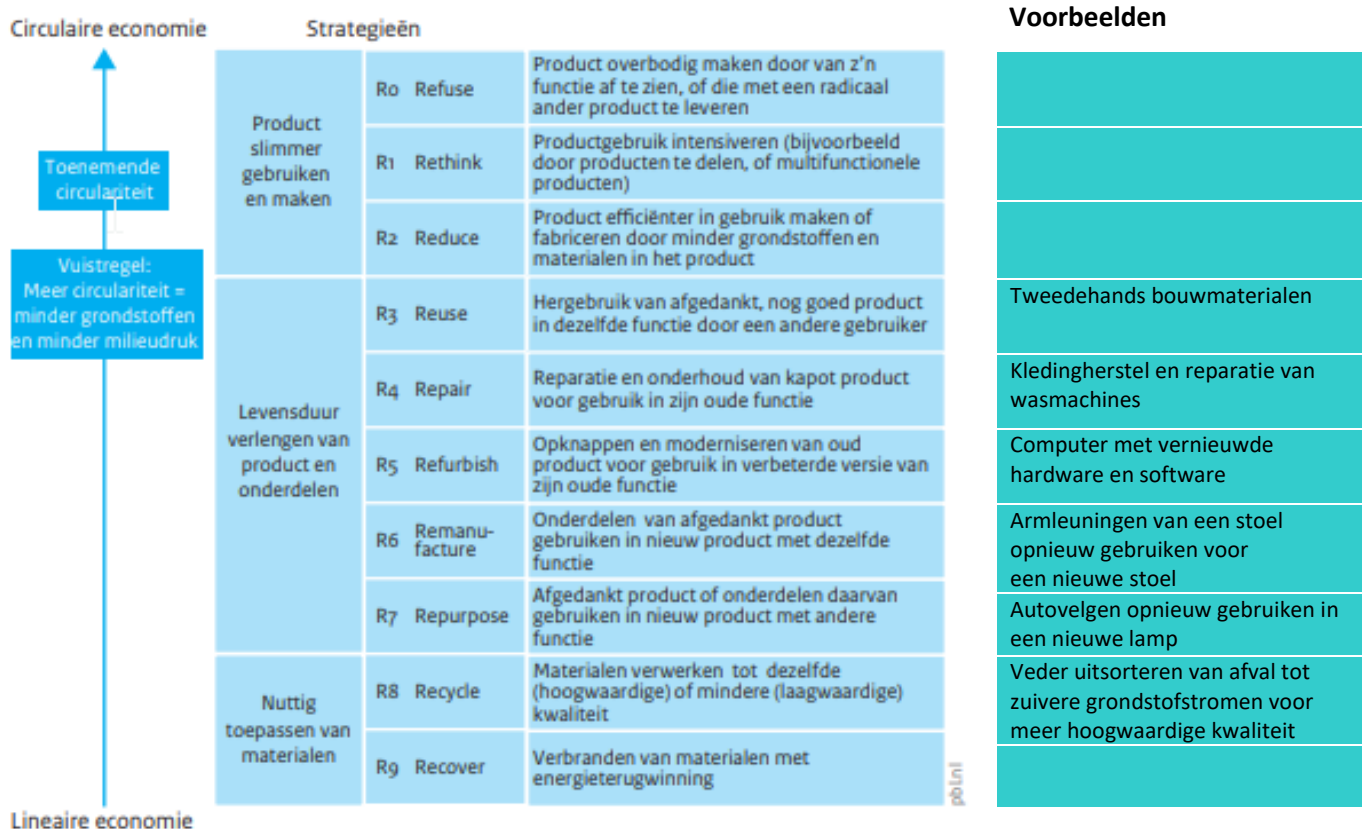 Circulaire economie
Strategieën
Voorbeelden
Toenemende
circulariteit
Vuistregel:
Meer circulariteit =
minder grondstoffen
en minder milieudruk
Lineaire economie
Product
slimmer
gebruiken
en maken
Ro Refuse
Product overbodig maken door van z'n
functie af te zien, of die met een radicaal
ander product te leveren
R1 Rethink
Productgebruik intensiveren (bijvoorbeeld
door producten te delen, of multifunctionele
producten)
R2 Reduce
Product efficiënter in gebruik maken of
fabriceren door minder grondstoffen en
materialen in het product
Levensduur
verlengen van
product en
onderdelen
R3 Reuse
Hergebruik van afgedankt, nog goed product
in dezelfde functie door een andere gebruiker
Tweedehands bouwmaterialen
R4 Repair
Reparatie en onderhoud van kapot product
voor gebruik in zijn oude functie
Kledingherstel en reparatie van
wasmachines
R5 Refurbish
Opknappen en moderniseren van oud
product voor gebruik in verbeterde versie van
zijn oude functie
Computer met vernieuwde
hardware en software
R6 Remanu-
facture
Onderdelen van afgedankt product
gebruiken in nieuw product met dezelfde
functie
Armleuningen van een stoel
opnieuw gebruiken voor
een nieuwe stoel
R7 Repurpose
Afgedankt product of onderdelen daarvan
gebruiken in nieuw product met andere
functie
Autovelgen opnieuw gebruiken in
een nieuwe lamp
Nuttig
toepassen van
materialen
R8 Recycle
Materialen verwerken tot dezelfde
(hoogwaardige) of mindere (laagwaardige)
kwaliteit
Veder uitsorteren van afval tot
zuivere grondstofstromen voor
meer hoogwaardige kwaliteit
R9 Recover
Verbranden van materialen met
energieterugwinning
pbl.nl